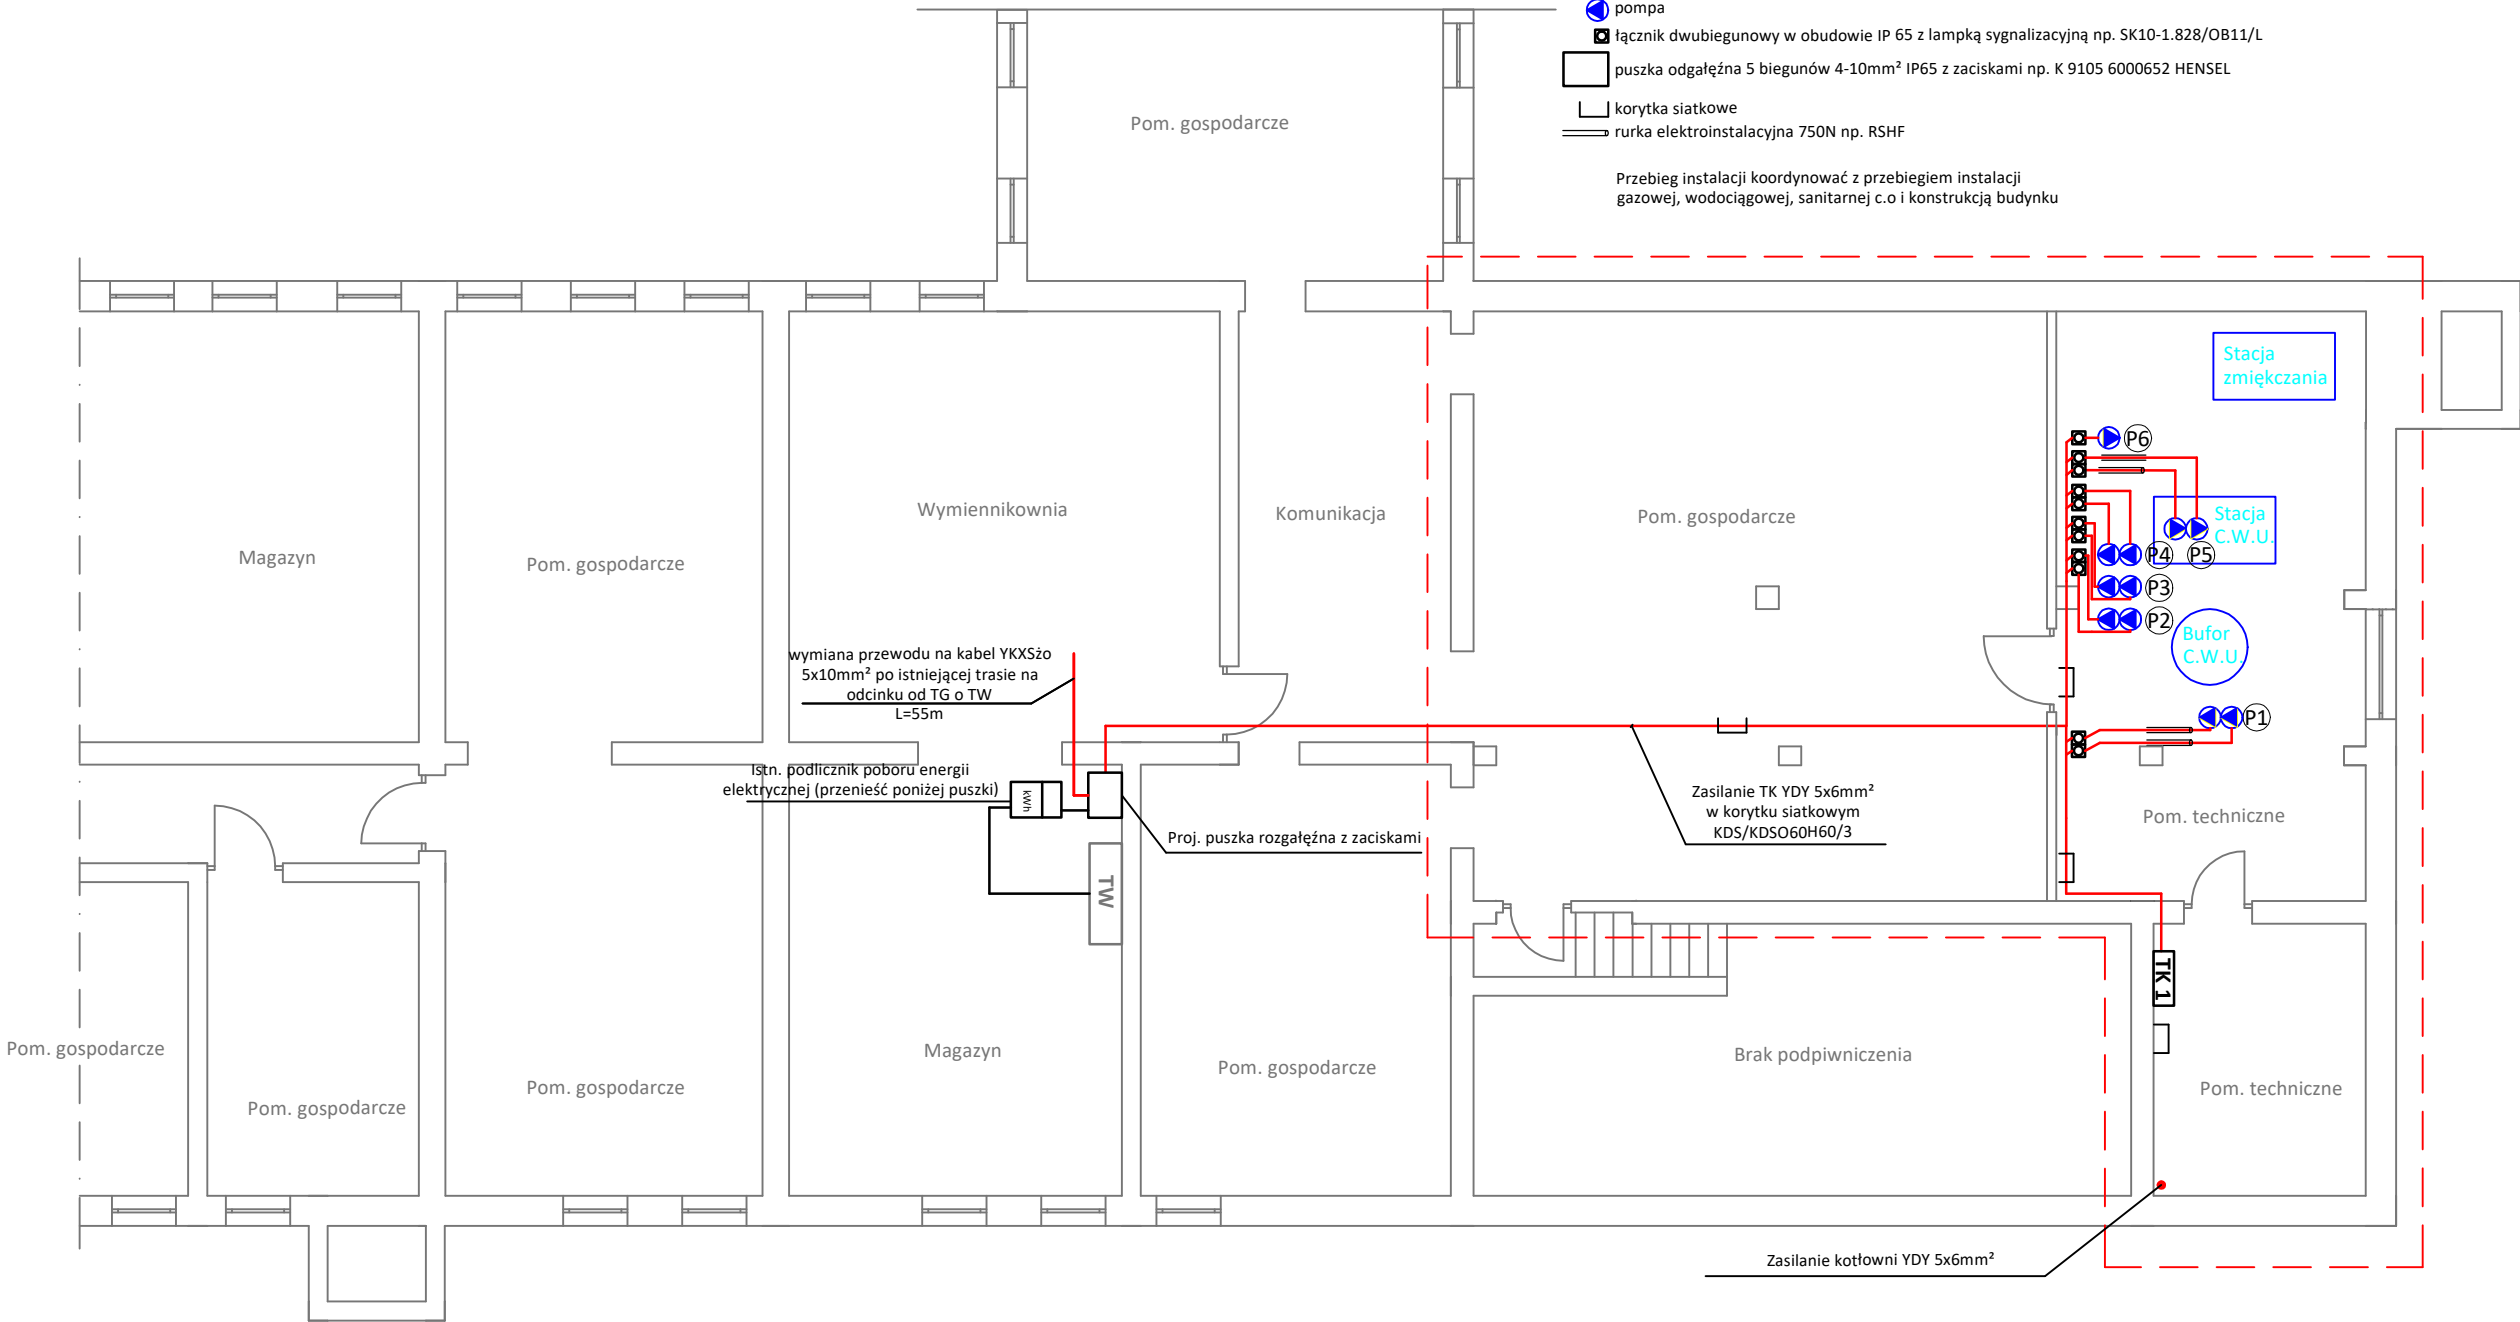 pompa
łącznik dwubiegunowy w obudowie IP 65 z lampką sygnalizacyjną np. SK10-1.828/OB11/L
puszka odgałęźna 5 biegunów 4-10mm² IP65 z zaciskami np. K 9105 6000652 HENSEL
korytka siatkowe
rurka elektroinstalacyjna 750N np. RSHF
Przebieg instalacji koordynować z przebiegiem instalacji
gazowej, wodociągowej, sanitarnej c.o i konstrukcją budynku
Pom. gospodarcze
Stacja
zmiękczania
P6
Wymiennikownia
Komunikacja
Pom. gospodarcze
Stacja
C.W.U.
Magazyn
Pom. gospodarcze
P4
P5
P3
P2
Bufor
C.W.U.
wymiana przewodu na kabel YKXSżo
5x10mm² po istniejącej trasie na
odcinku od TG o TW
L=55m
P1
Istn. podlicznik poboru energii
elektrycznej (przenieść poniżej puszki)
kWh
Zasilanie TK YDY 5x6mm²
w korytku siatkowym
KDS/KDSO60H60/3
Proj. puszka rozgałęźna z zaciskami
Pom. techniczne
TW
TK 1
Pom. gospodarcze
Magazyn
Brak podpiwniczenia
Pom. gospodarcze
Pom. gospodarcze
Pom. gospodarcze
Pom. techniczne
Zasilanie kotłowni YDY 5x6mm²